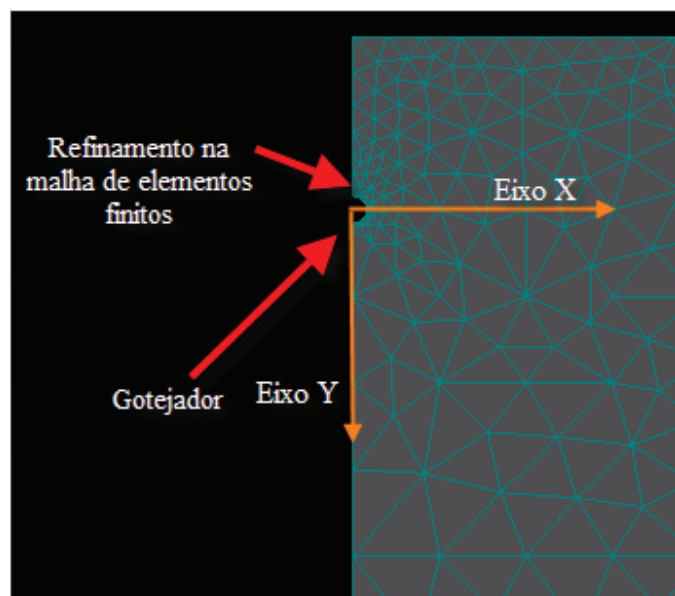 Refinamento na
malha de elementos
finitos
Eixo X
Gotejador
Eixo Y